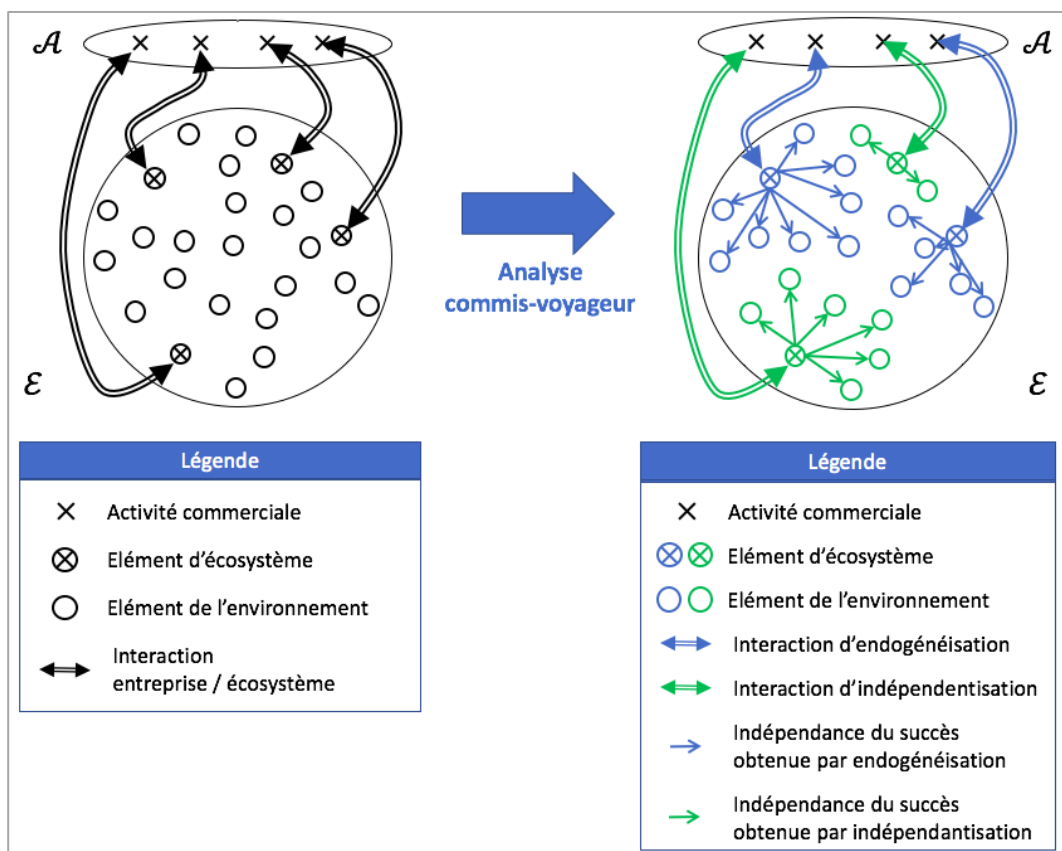 𝒜
𝒜
Analyse
commis-voyageur
ℰ
ℰ
Légende
Activité commerciale
Elément d'écosystème
Elément de l'environnement
Interaction
entreprise / écosystème
Légende
Activité commerciale
Elément d'écosystème
Elément de l'environnement
Interaction d'endogénéisation
Interaction d'indépendentisation
Indépendance du succès
obtenue par endogénéisation
Indépendance du succès
obtenue par indépendantisation